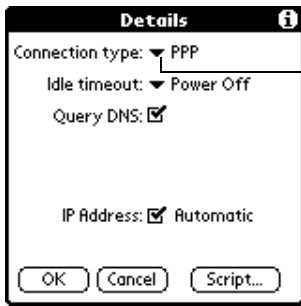 Details
Connection type: PPP
Idle timeout: Power Off
Query DNS:
IP Address: Automatic
OK Cancel Script...